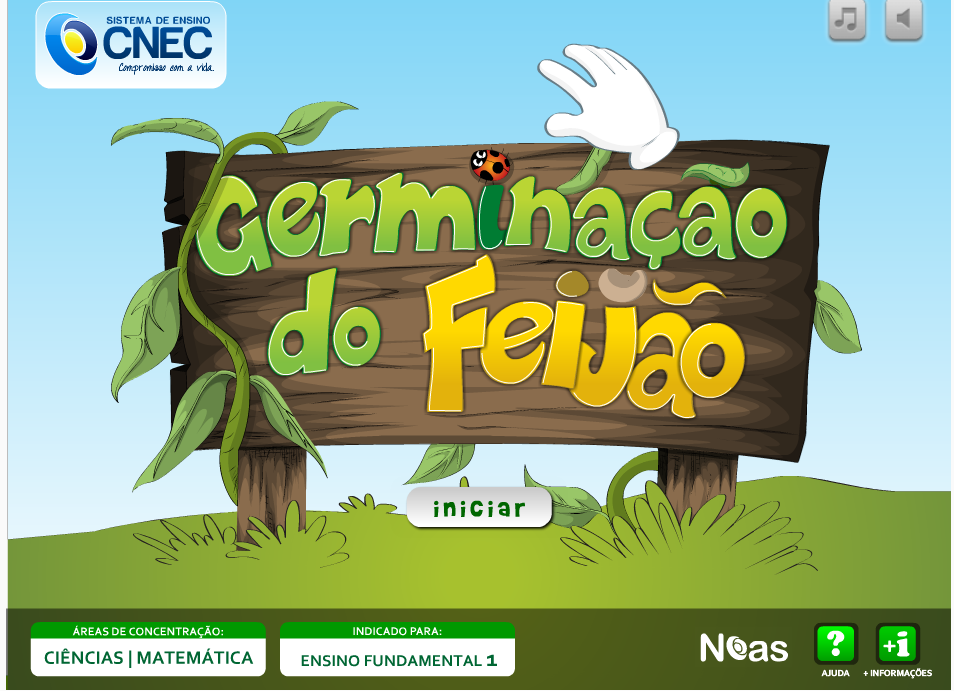 SISTEMA DE ENSINO
CNEC
Compromisso com a vida.
Germinação
do Feijão
iniciar
ÁREAS DE CONCENTRAÇÃO:
CIÊNCIAS | MATEMÁTICA
INDICADO PARA:
ENSINO FUNDAMENTAL 1
Noas
?
AJUDA
+i
+ INFORMAÇÕES